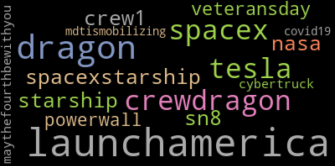 maythefourthbewithyou
veteransday
crew1
spacex
mdtismobilizing
covid19
dragon
nasa
spacexstarship
tesla
cybertruck
starship
crewdragon
powerwall
sn8
launchamerica